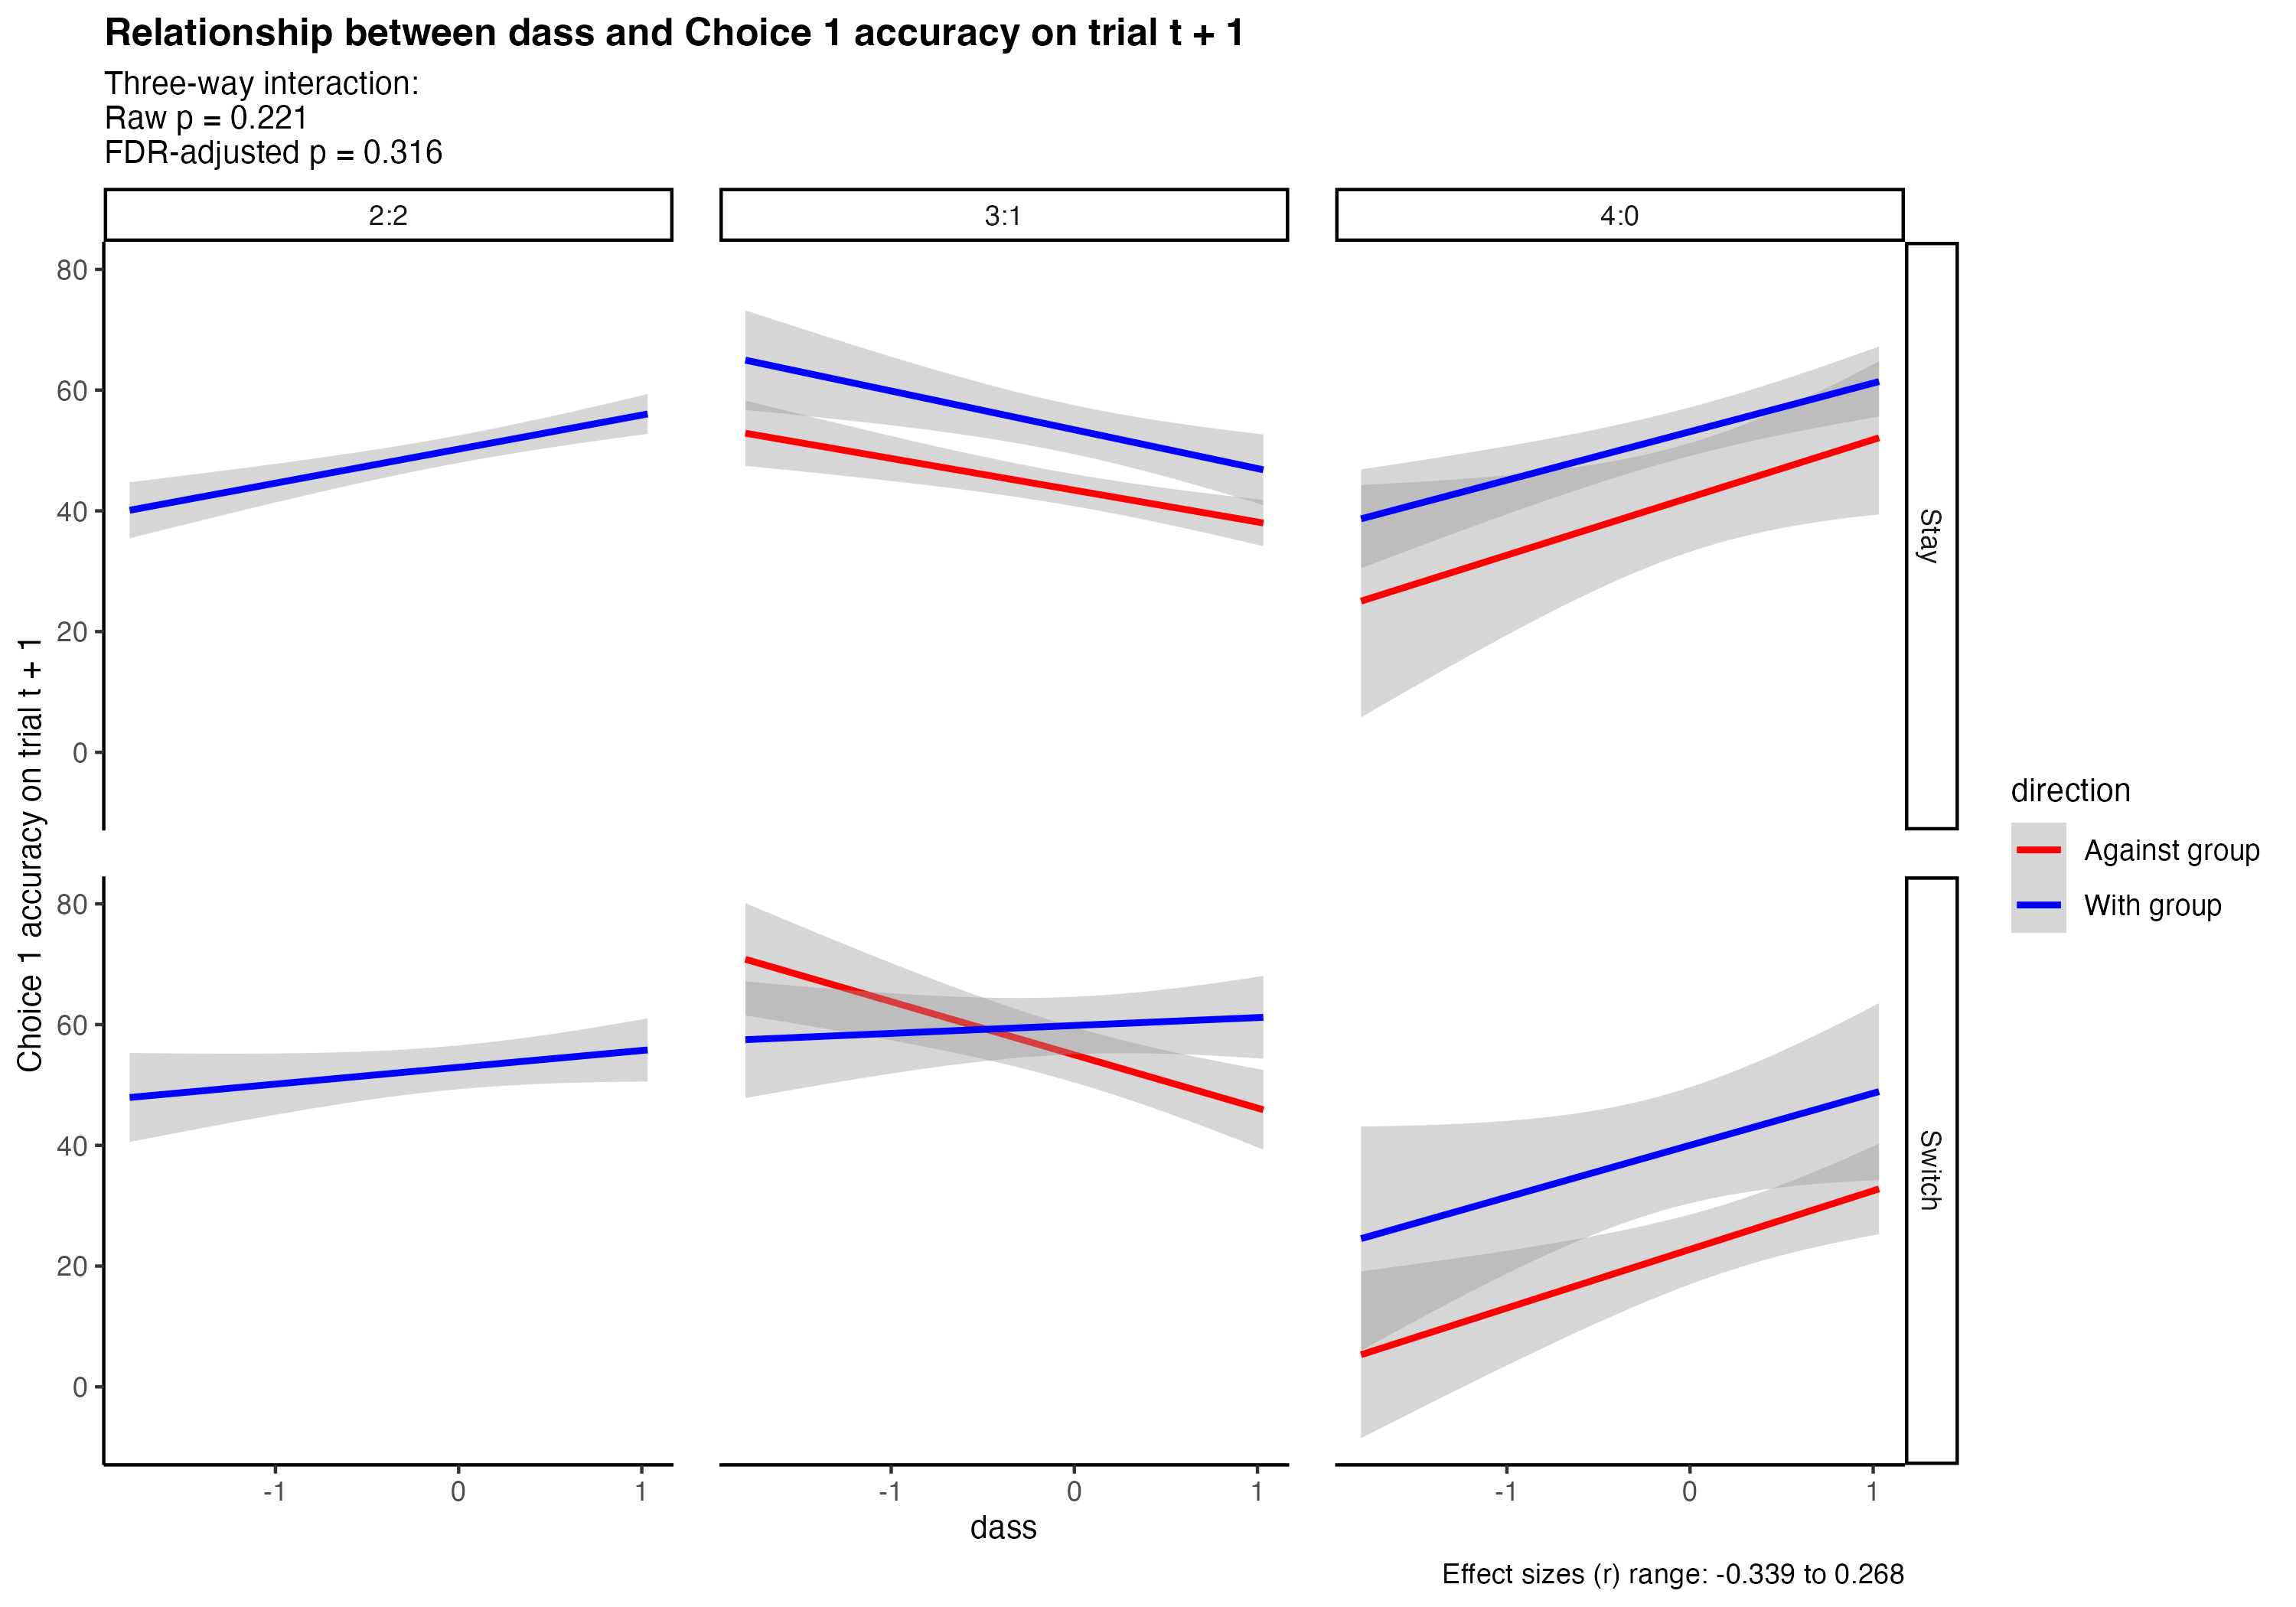 Relationship between dass and Choice 1 accuracy on trial t + 1
Three-way interaction:
Raw p = 0.221
FDR-adjusted p = 0.316
2:2
3:1
4:0
80
60
40
20
0
Stay
80
60
40
20
0
Switch
Choice 1 accuracy on trial t + 1
-1
0
1
-1
0
1
-1
0
1
dass
direction
Against group
With group
Effect sizes (r) range: -0.339 to 0.268